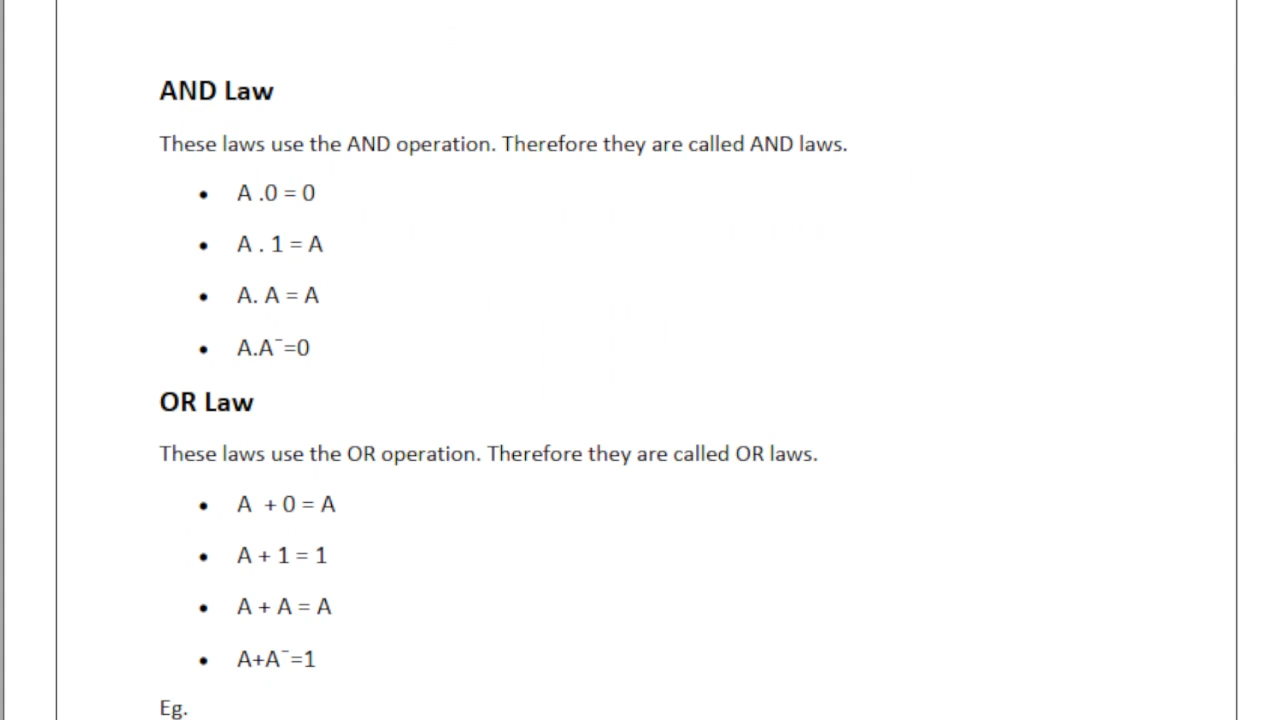 AND Law
These laws use the AND operation. Therefore they are called AND laws.
• A .0 = 0
• A . 1 = A
• A. A = A
• A.A¯=0
OR Law
These laws use the OR operation. Therefore they are called OR laws.
• A  + 0 = A
• A + 1 = 1
• A + A = A
• A+A¯=1
Eg.